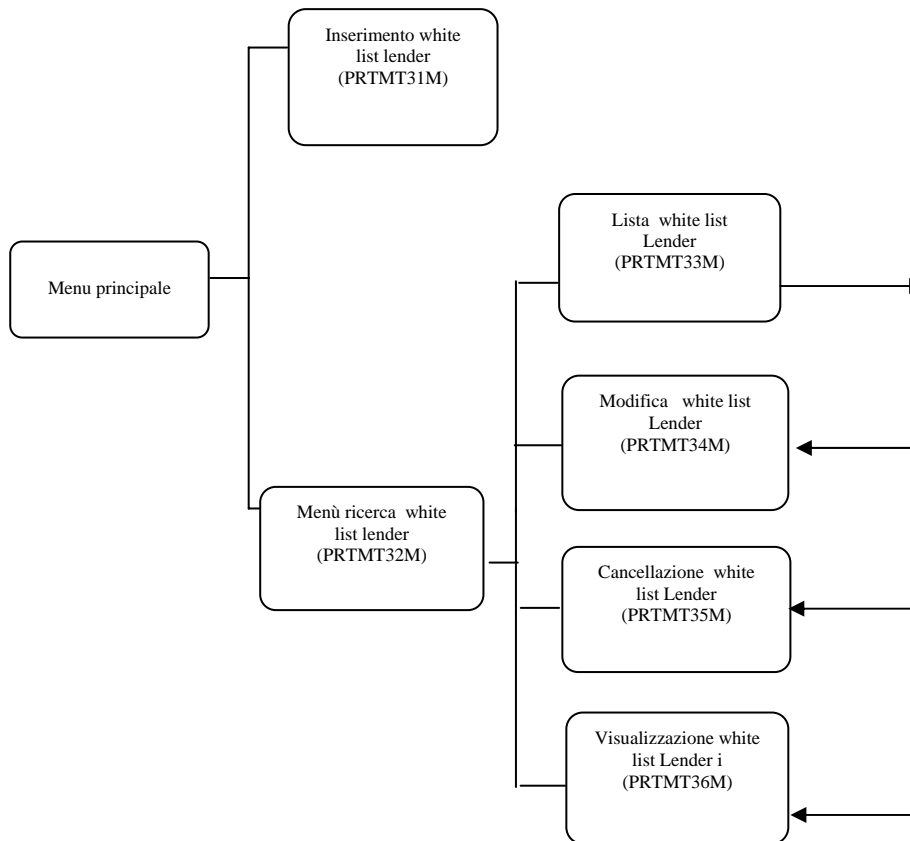 Inserimento white
list lender
(PRTMT31M)
Menu principale
Menù ricerca  white
list lender
(PRTMT32M)
Lista  white list
Lender
(PRTMT33M)
Modifica   white list
Lender
(PRTMT34M)
Cancellazione  white
list Lender
(PRTMT35M)
Visualizzazione white
list Lender i
(PRTMT36M)